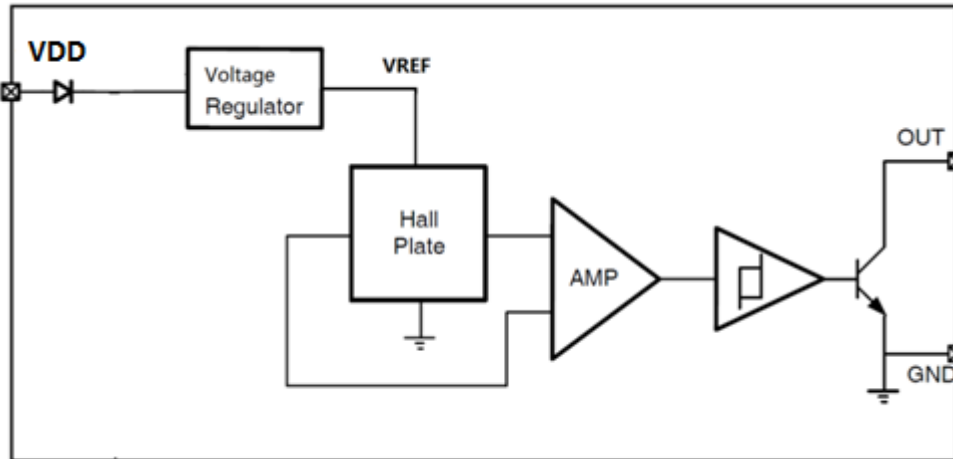 VDD
Voltage
Regulator
VREF
Hall
Plate
AMP
OUT
GND